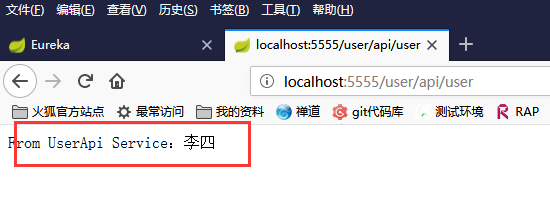 文件(F) 编辑(E) 查看(V) 历史(S) 书签(B) 工具(T) 帮助(H)
Eureka localhost:5555/user/api/user
localhost:5555/user/api/user
火狐官方站点 最常访问 我的资料 禅道 git代码库 测试环境 RAP
From UserApi Service: 李四